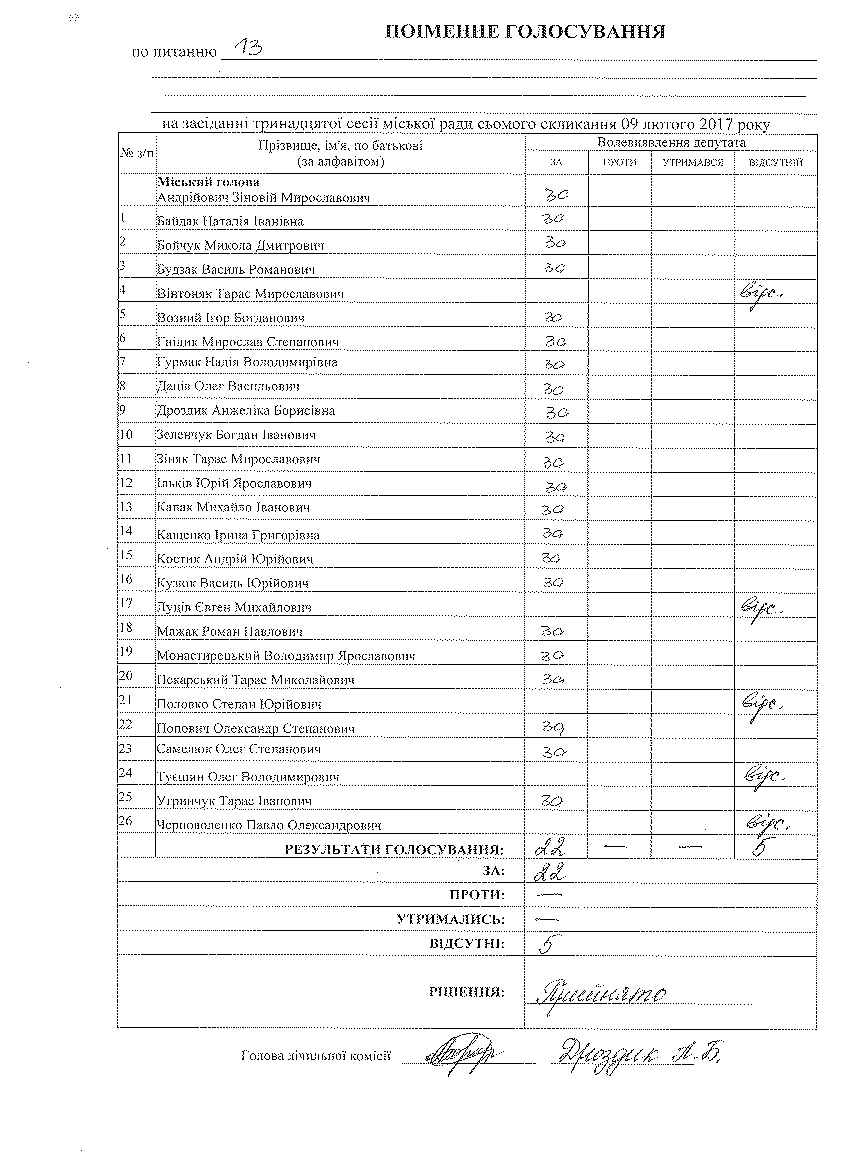 ПОІМЕННЕ ГОЛОСУВАННЯ
по питанню 13
на засіданні тринадцятої сесії міської ради сьомого скликання 09 лютого 2017 року
№ з/п Прізвище, ім'я, по батькові (за алфавітом) Волевиявлення депутата
ЗА ПРОТИ УТРИМАВСЯ ВІДСУТНІЙ
Міський голова
Андрійович Зіновій Мирославович за
1 Байдак Наталія Іванівна за
2 Бойчук Микола Дмитрович за
3 Будзак Василь Романович за
4 Вінтоняк Тарас Мирославович відс.
5 Возний Ігор Богданович за
6 Гнідик Мирослав Степанович за
7 Гурмак Надія Володимирівна за
8 Даців Олег Васильович за
9 Дроздик Анжеліка Борисівна за
10 Зеленчук Богдан Іванович за
11 Зіняк Тарас Мирославович за
12 Ільків Юрій Ярославович за
13 Капак Михайло Іванович за
14 Кащенко Ірина Григорівна за
15 Костик Андрій Юрійович за
16 Кузюк Василь Юрійович за
17 Луців Євген Михайлович відс.
18 Мажак Роман Павлович за
19 Монастирецький Володимир Ярославович за
20 Пекарський Тарас Миколайович за
21 Половко Степан Юрійович відс.
22 Попович Олександр Степанович за
23 Самелюк Олег Степанович за
24 Туєшин Олег Володимирович відс.
25 Угринчук Тарас Іванович за
26 Черноволенко Павло Олександрович відс.
РЕЗУЛЬТАТИ ГОЛОСУВАННЯ: 22 — — 5
ЗА: 22
ПРОТИ: —
УТРИМАЛИСЬ: —
ВІДСУТНІ: 5
РІШЕННЯ: Прийнято
Голова лічильної комісії Дроздик А.Б.